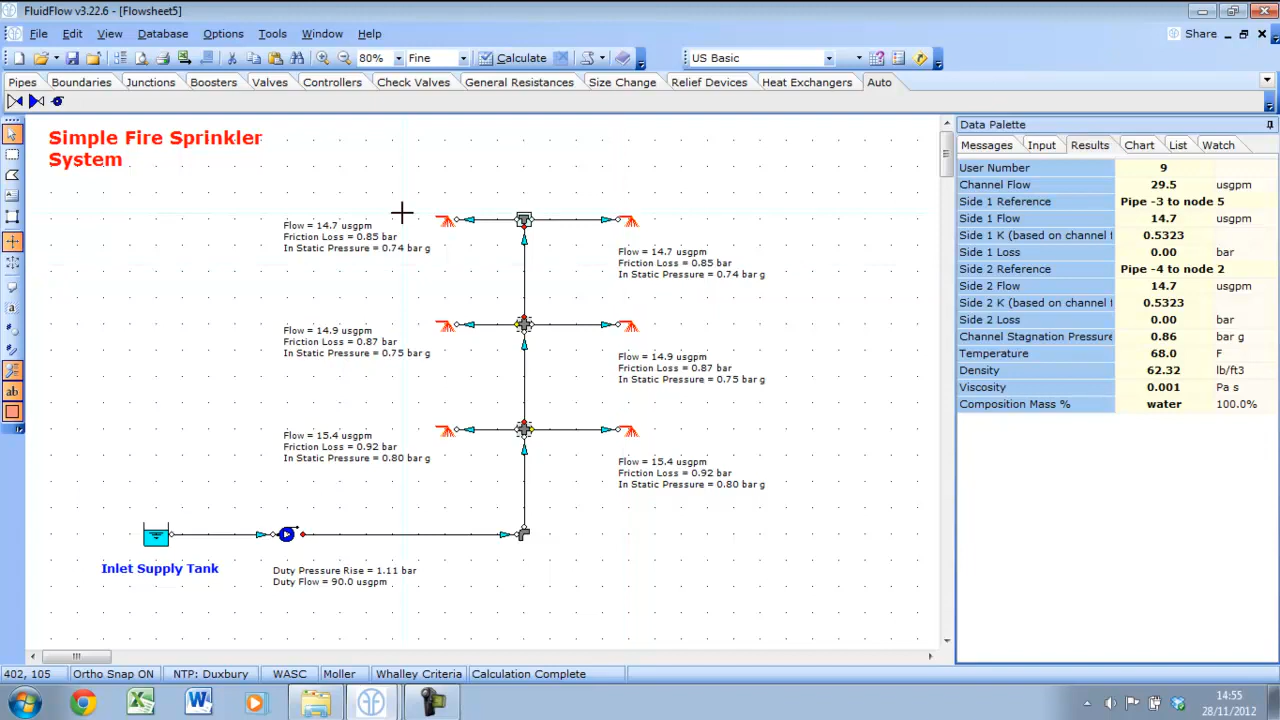 FluidFlow v3.22.6 - [Flowsheet5]
File Edit View Database Options Tools Window Help
Share
80% Fine Calculate US Basic
Pipes Boundaries Junctions Boosters Valves Controllers Check Valves General Resistances Size Change Relief Devices Heat Exchangers Auto
Simple Fire Sprinkler
System
Flow = 14.7 usgpm
Friction Loss = 0.85 bar
In Static Pressure = 0.74 bar g
Flow = 14.7 usgpm
Friction Loss = 0.85 bar
In Static Pressure = 0.74 bar g
Flow = 14.9 usgpm
Friction Loss = 0.87 bar
In Static Pressure = 0.75 bar g
Flow = 14.9 usgpm
Friction Loss = 0.87 bar
In Static Pressure = 0.75 bar g
Flow = 15.4 usgpm
Friction Loss = 0.92 bar
In Static Pressure = 0.80 bar g
Flow = 15.4 usgpm
Friction Loss = 0.92 bar
In Static Pressure = 0.80 bar g
Inlet Supply Tank
Duty Pressure Rise = 1.11 bar
Duty Flow = 90.0 usgpm
Data Palette
Messages Input Results Chart List Watch
User Number 9
Channel Flow 29.5 usgpm
Side 1 Reference Pipe -3 to node 5
Side 1 Flow 14.7 usgpm
Side 1 K (based on channel f 0.5323
Side 1 Loss 0.00 bar
Side 2 Reference Pipe -4 to node 2
Side 2 Flow 14.7 usgpm
Side 2 K (based on channel f 0.5323
Side 2 Loss 0.00 bar
Channel Stagnation Pressure 0.86 bar g
Temperature 68.0 F
Density 62.32 lb/ft3
Viscosity 0.001 Pa s
Composition Mass % water 100.0%
402, 105 Ortho Snap ON NTP: Duxbury WASC Moller Whalley Criteria Calculation Complete
14:55
28/11/2012